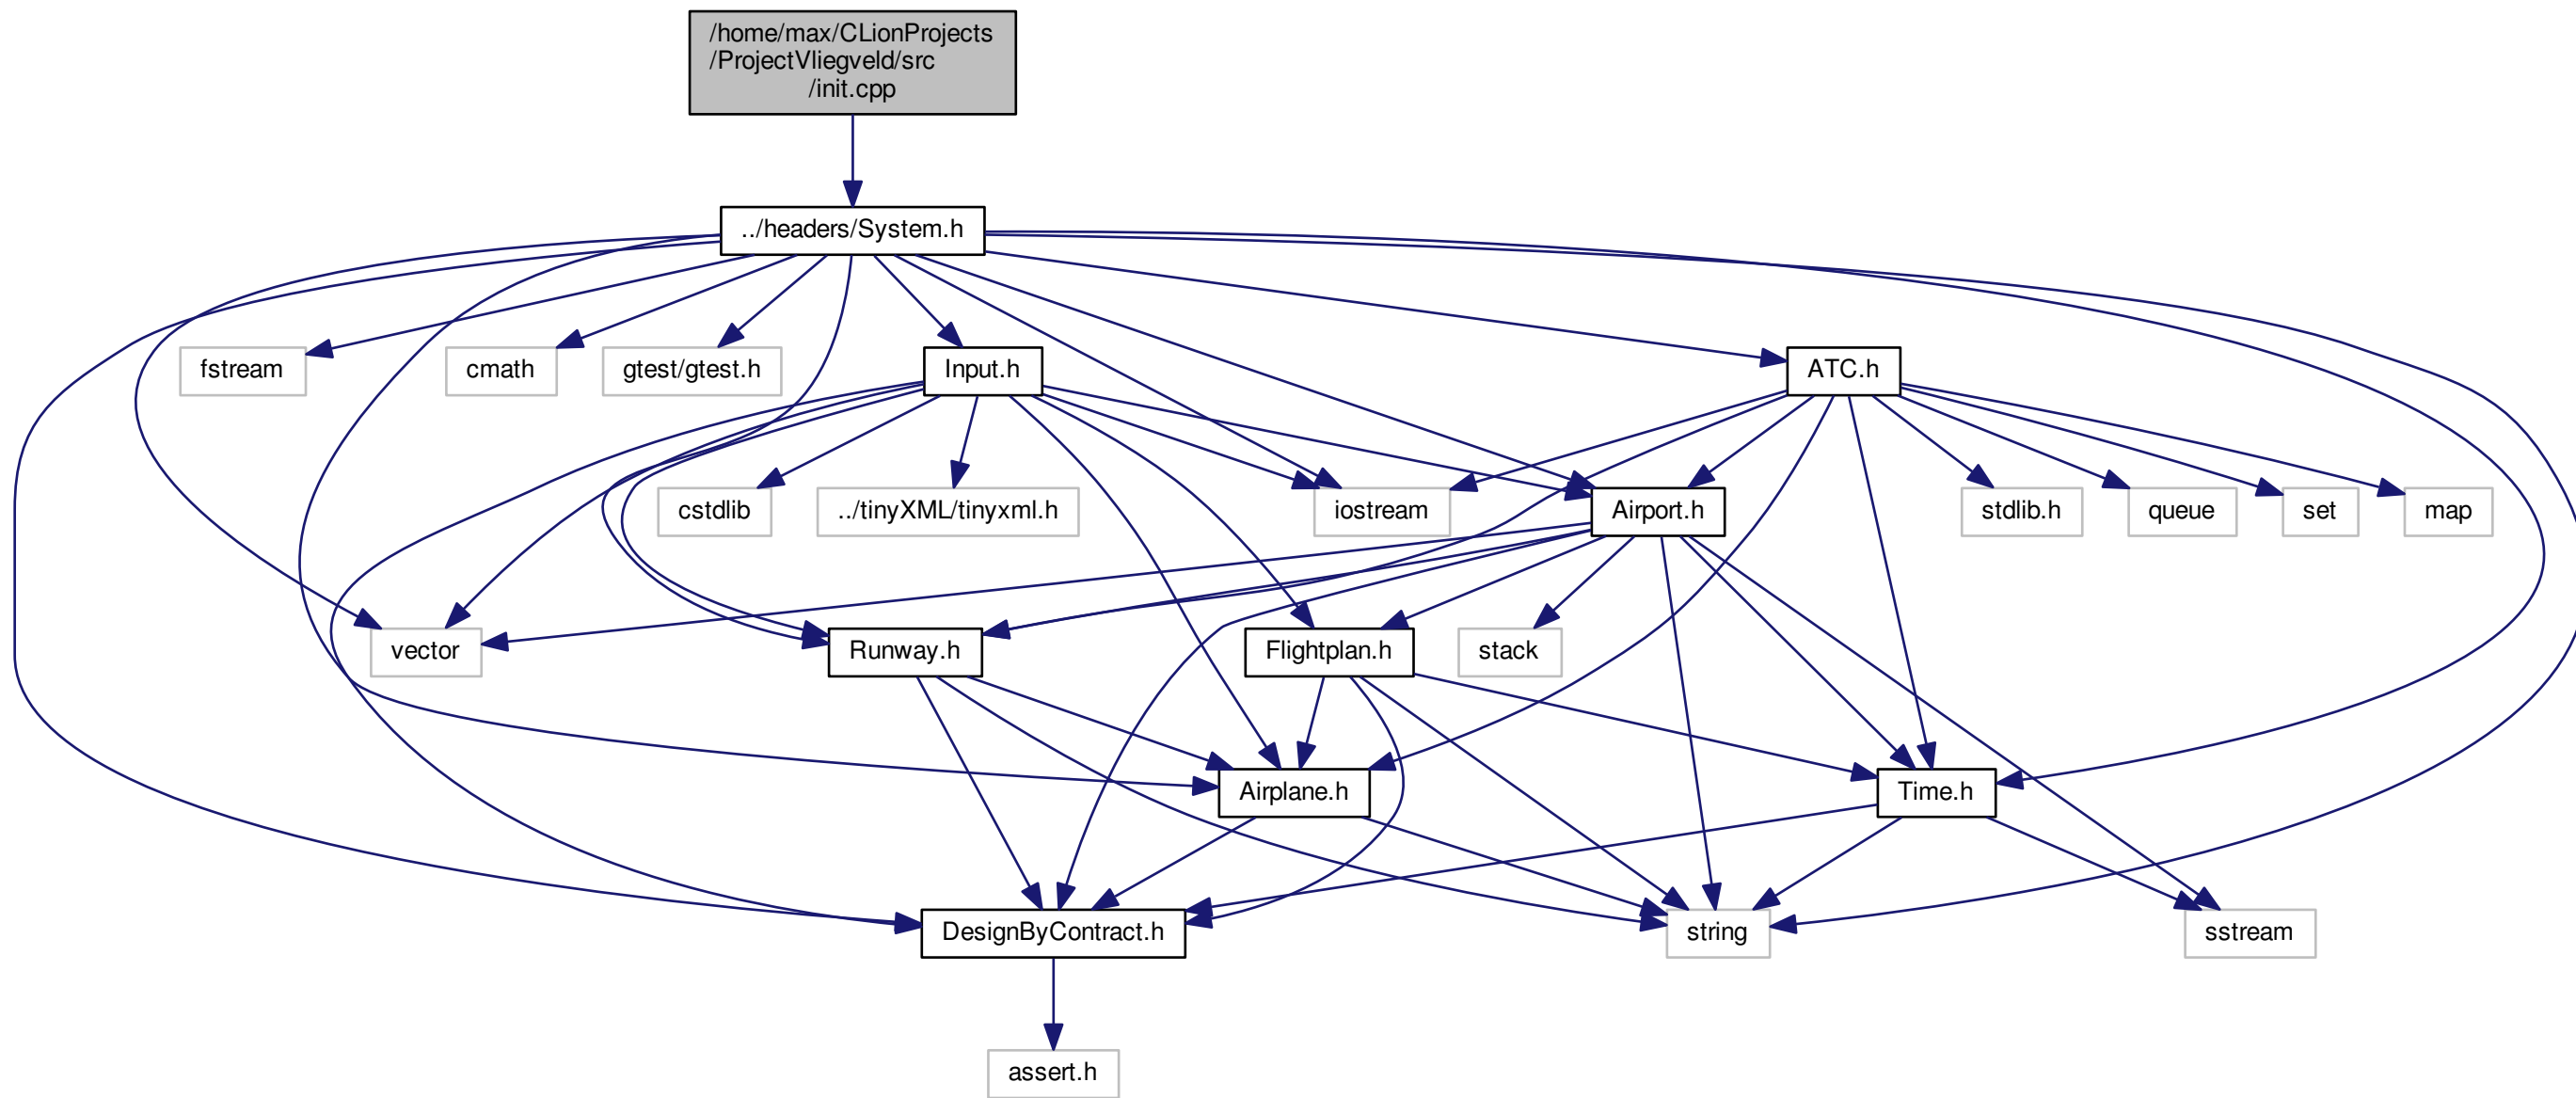 /home/max/CLionProjects
/ProjectVliegveld/src
/init.cpp
../headers/System.h
fstream
cmath
gtest/gtest.h
Input.h
ATC.h
cstdlib
../tinyXML/tinyxml.h
iostream
Airport.h
stdlib.h
queue
set
map
vector
Runway.h
Flightplan.h
stack
Airplane.h
Time.h
DesignByContract.h
string
sstream
assert.h